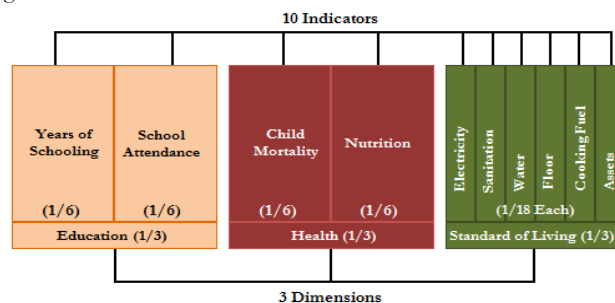 10 Indicators
Years of
Schooling
(1/6)
School
Attendance
(1/6)
Education (1/3)
Child
Mortality
(1/6)
Nutrition
(1/6)
Health (1/3)
Electricity
Sanitation
Water
Floor
Cooking Fuel
Assets
(1/18 Each)
Standard of Living (1/3)
3 Dimensions